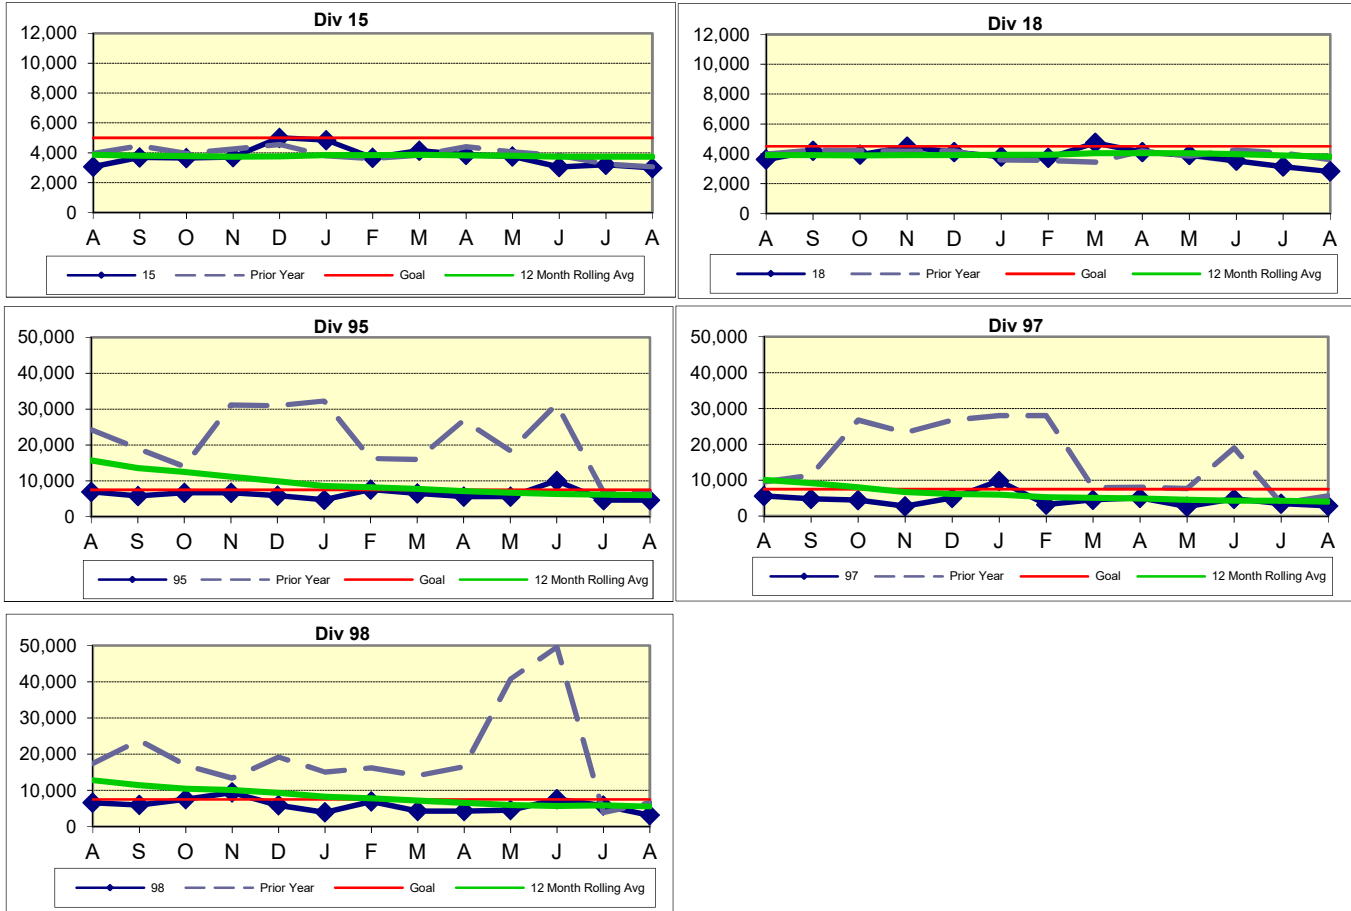 Div 15
12,000
10,000
8,000
6,000
4,000
2,000
0
A S O N D J F M A M J J A
15 Prior Year Goal 12 Month Rolling Avg
Div 18
12,000
10,000
8,000
6,000
4,000
2,000
0
A S O N D J F M A M J J A
18 Prior Year Goal 12 Month Rolling Avg
Div 95
50,000
40,000
30,000
20,000
10,000
0
A S O N D J F M A M J J A
95 Prior Year Goal 12 Month Rolling Avg
Div 97
50,000
40,000
30,000
20,000
10,000
0
A S O N D J F M A M J J A
97 Prior Year Goal 12 Month Rolling Avg
Div 98
50,000
40,000
30,000
20,000
10,000
0
A S O N D J F M A M J J A
98 Prior Year Goal 12 Month Rolling Avg